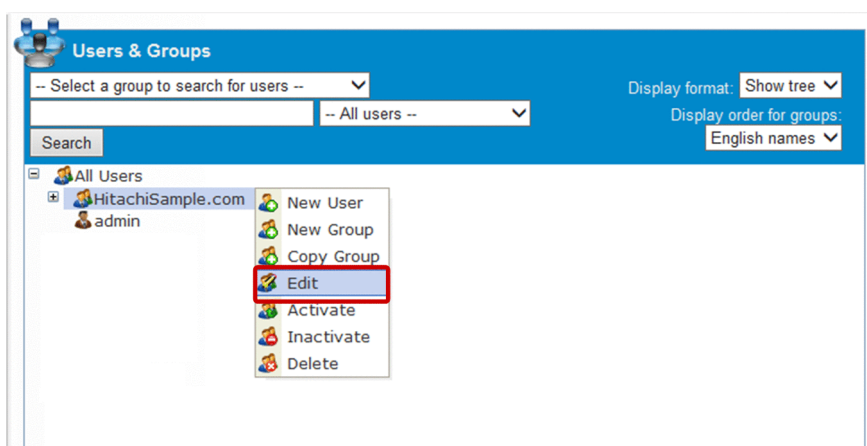 Users & Groups
-- Select a group to search for users --
Display format: Show tree
-- All users --
Display order for groups:
Search
English names
All Users
HitachiSample.com
admin
New User
New Group
Copy Group
Edit
Activate
Inactivate
Delete